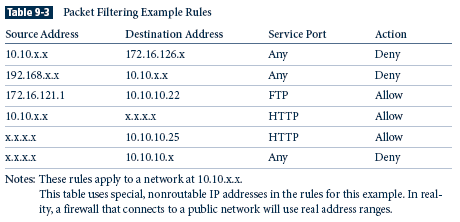 Table 9-3 Packet Filtering Example Rules
Source Address Destination Address Service Port Action
10.10.x.x 172.16.126.x Any Deny
192.168.x.x 10.10.x.x Any Deny
172.16.121.1 10.10.10.22 FTP Allow
10.10.x.x x.x.x.x HTTP Allow
x.x.x.x 10.10.10.25 HTTP Allow
x.x.x.x 10.10.10.x Any Deny
Notes: These rules apply to a network at 10.10.x.x.
This table uses special, nonroutable IP addresses in the rules for this example. In real-
ity, a firewall that connects to a public network will use real address ranges.